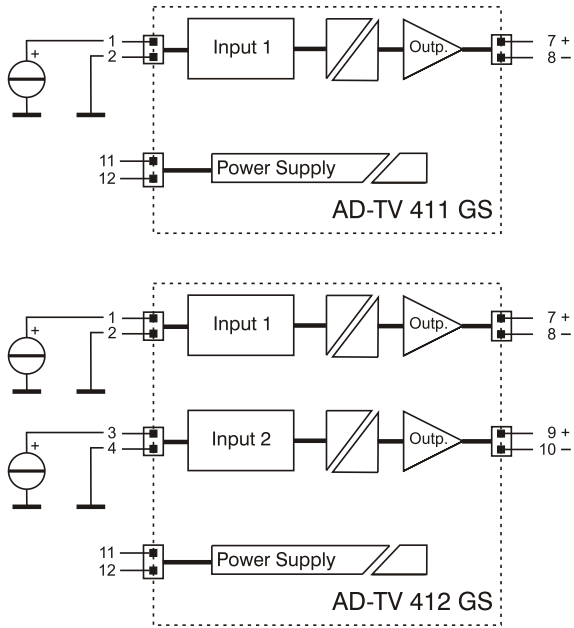 1 Input 1 Outp. 7 +
+ 2 8 –
11 Power Supply
12
AD-TV 411 GS
1 Input 1 Outp. 7 +
+ 2 8 –
3 Input 2 Outp. 9 +
+ 4 10 –
11 Power Supply
12
AD-TV 412 GS